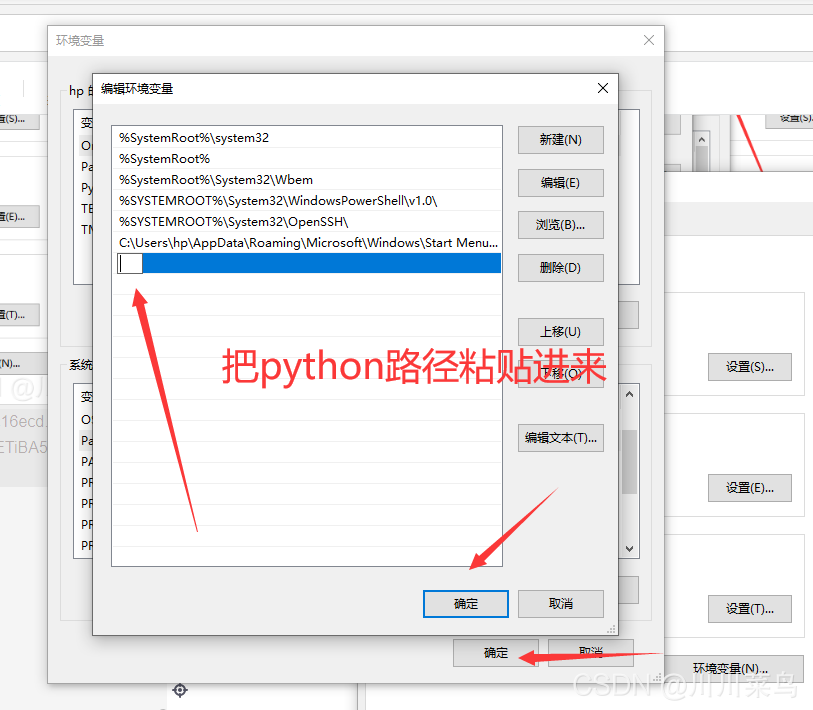 环境变量
hp 的
编辑环境变量
变
%SystemRoot%\system32
%SystemRoot%
%SystemRoot%\System32\Wbem
%SYSTEMROOT%\System32\WindowsPowerShell\v1.0\
%SYSTEMROOT%\System32\OpenSSH\
C:\Users\hp\AppData\Roaming\Microsoft\Windows\Start Menu...
新建(N)
编辑(E)
浏览(B)...
删除(D)
上移(U)
下移(O)
编辑文本(T)...
把python路径粘贴进来
Pa
Py
TE
系统
变
OS
Pa
PA
PR
PR
PR
PR
16ecd
ETiBA5
置(S)...
置(E)...
置(T)...
(N)...
设置(S)...
设置(S)...
设置(E)...
设置(T)...
确定
取消
确定
取消
环境变量(N)...
CSDN @川川菜鸟